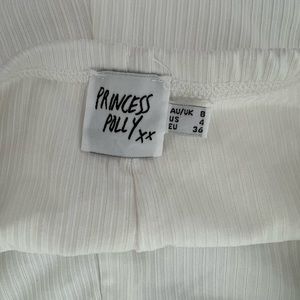 PRINCESS
POLLY xx
AU/UK 8
US 4
EU 36